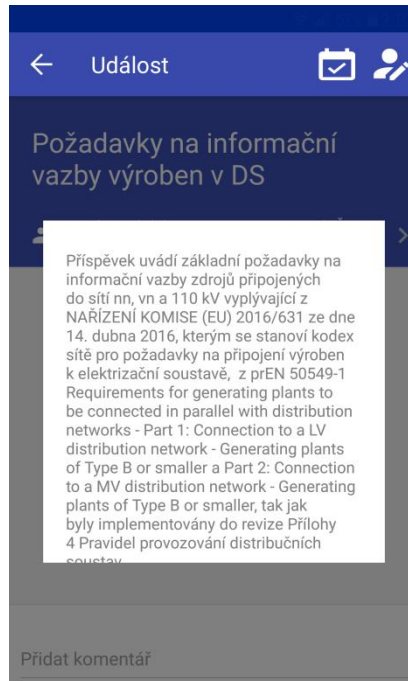 Událost
Požadavky na informační
vazby výroben v DS
Příspěvek uvádí základní požadavky na
informační vazby zdrojů připojených
do sítí nn, vn a 110 kV vyplývající z
NAŘÍZENÍ KOMISE (EU) 2016/631 ze dne
14. dubna 2016, kterým se stanoví kodex
sítě pro požadavky na připojení výroben
k elektrizační soustavě,  z prEN 50549-1
Requirements for generating plants to
be connected in parallel with distribution
networks - Part 1: Connection to a LV
distribution network - Generating plants
of Type B or smaller a Part 2: Connection
to a MV distribution network - Generating
plants of Type B or smaller, tak jak
byly implementovány do revize Přílohy
4 Pravidel provozování distribučních
soustav
Přidat komentář